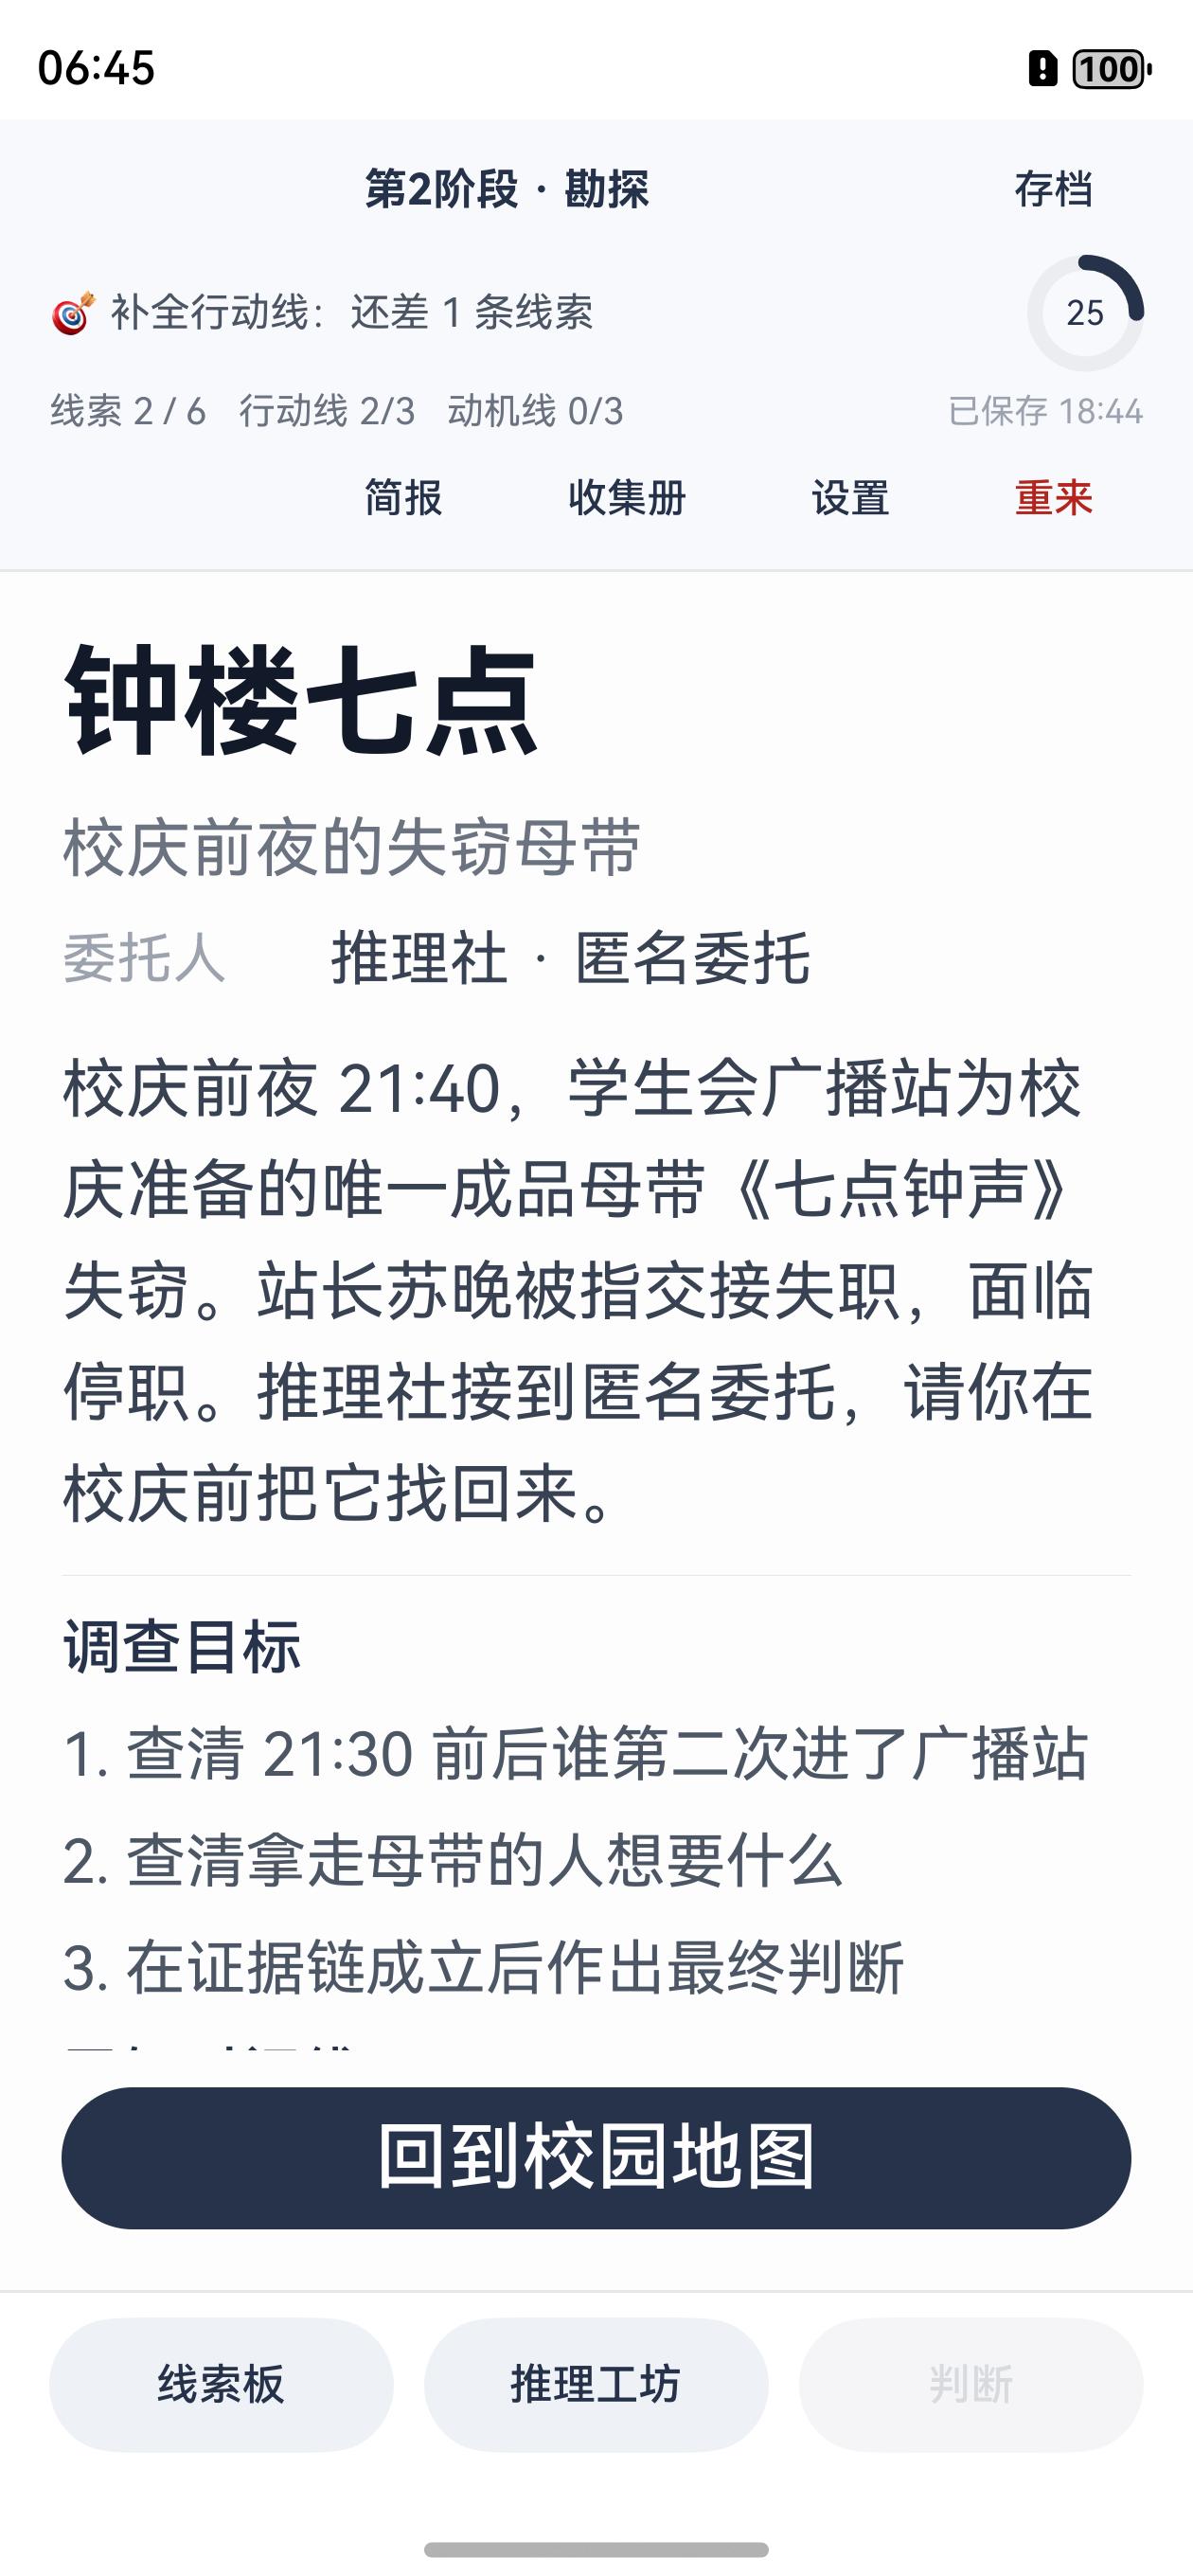 06:45
100
第2阶段 · 勘探
存档
补全行动线：还差 1 条线索
25
线索 2 / 6 行动线 2/3 动机线 0/3
已保存 18:44
简报 收集册 设置 重来
钟楼七点
校庆前夜的失窃母带
委托人 推理社 · 匿名委托
校庆前夜 21:40，学生会广播站为校
庆准备的唯一成品母带《七点钟声》
失窃。站长苏晚被指交接失职，面临
停职。推理社接到匿名委托，请你在
校庆前把它找回来。
调查目标
1. 查清 21:30 前后谁第二次进了广播站
2. 查清拿走母带的人想要什么
3. 在证据链成立后作出最终判断
回到校园地图
线索板 推理工坊 判断